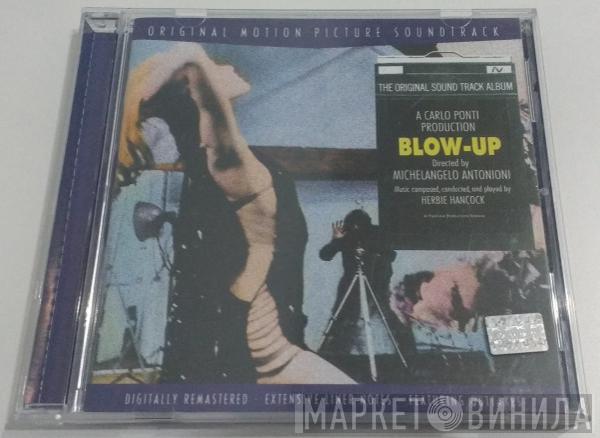 ORIGINAL MOTION PICTURE SOUNDTRACK
THE ORIGINAL SOUND TRACK ALBUM
A CARLO PONTI
PRODUCTION
BLOW-UP
Directed by
MICHELANGELO ANTONIONI
Music composed, conducted, and played by
HERBIE HANCOCK
DIGITALLY REMASTERED · EXTENSIVE LINER NOTES · FEATURING
МАРКЕТ ВИНИЛА